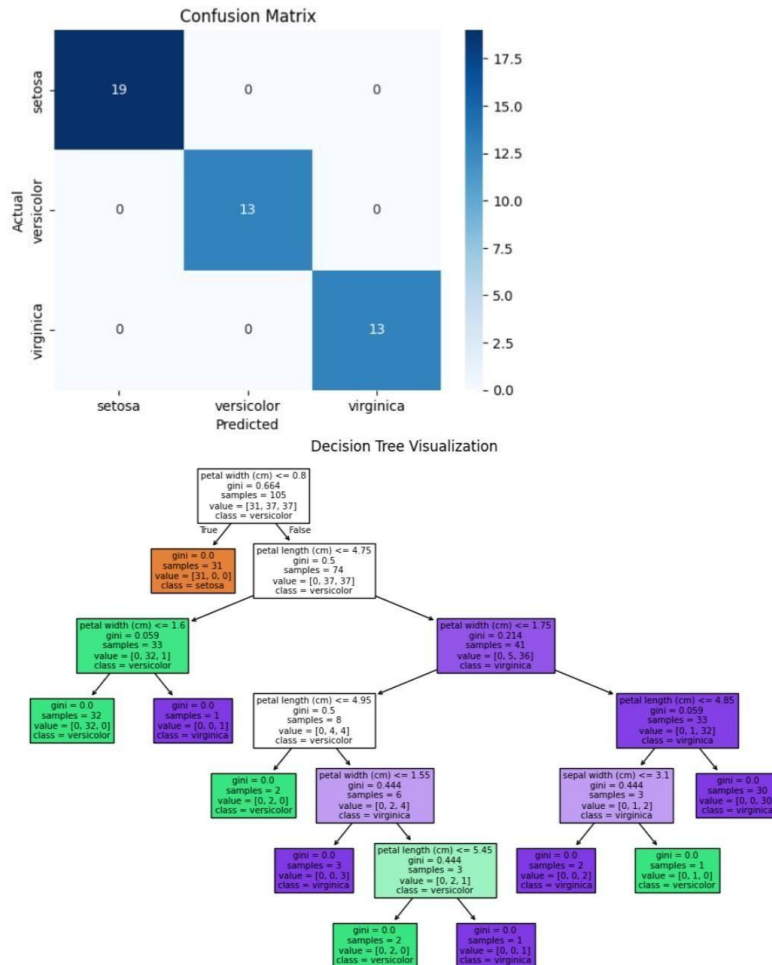 Confusion Matrix
setosa
versicolor
virginica
Actual
19 0 0
0 13 0
0 0 13
setosa versicolor virginica
Predicted
17.5
15.0
12.5
10.0
7.5
5.0
2.5
0.0
Decision Tree Visualization
petal width (cm) <= 0.8
gini = 0.664
samples = 105
value = [31, 37, 37]
class = versicolor
True
False
gini = 0.0
samples = 31
value = [31, 0, 0]
class = setosa
petal length (cm) <= 4.75
gini = 0.5
samples = 74
value = [0, 37, 37]
class = versicolor
petal width (cm) <= 1.6
gini = 0.059
samples = 33
value = [0, 32, 1]
class = versicolor
petal width (cm) <= 1.75
gini = 0.214
samples = 41
value = [0, 5, 36]
class = virginica
gini = 0.0
samples = 32
value = [0, 32, 0]
class = versicolor
gini = 0.0
samples = 1
value = [0, 0, 1]
class = virginica
petal length (cm) <= 4.95
gini = 0.5
samples = 8
value = [0, 4, 4]
class = versicolor
petal length (cm) <= 4.85
gini = 0.059
samples = 33
value = [0, 1, 32]
class = virginica
gini = 0.0
samples = 2
value = [0, 2, 0]
class = versicolor
petal width (cm) <= 1.55
gini = 0.444
samples = 6
value = [0, 2, 4]
class = virginica
sepal width (cm) <= 3.1
gini = 0.444
samples = 3
value = [0, 1, 2]
class = virginica
gini = 0.0
samples = 30
value = [0, 0, 30]
class = virginica
gini = 0.0
samples = 3
value = [0, 0, 3]
class = virginica
petal length (cm) <= 5.45
gini = 0.444
samples = 3
value = [0, 2, 1]
class = versicolor
gini = 0.0
samples = 2
value = [0, 0, 2]
class = virginica
gini = 0.0
samples = 1
value = [0, 1, 0]
class = versicolor
gini = 0.0
samples = 2
value = [0, 2, 0]
class = versicolor
gini = 0.0
samples = 1
value = [0, 0, 1]
class = virginica